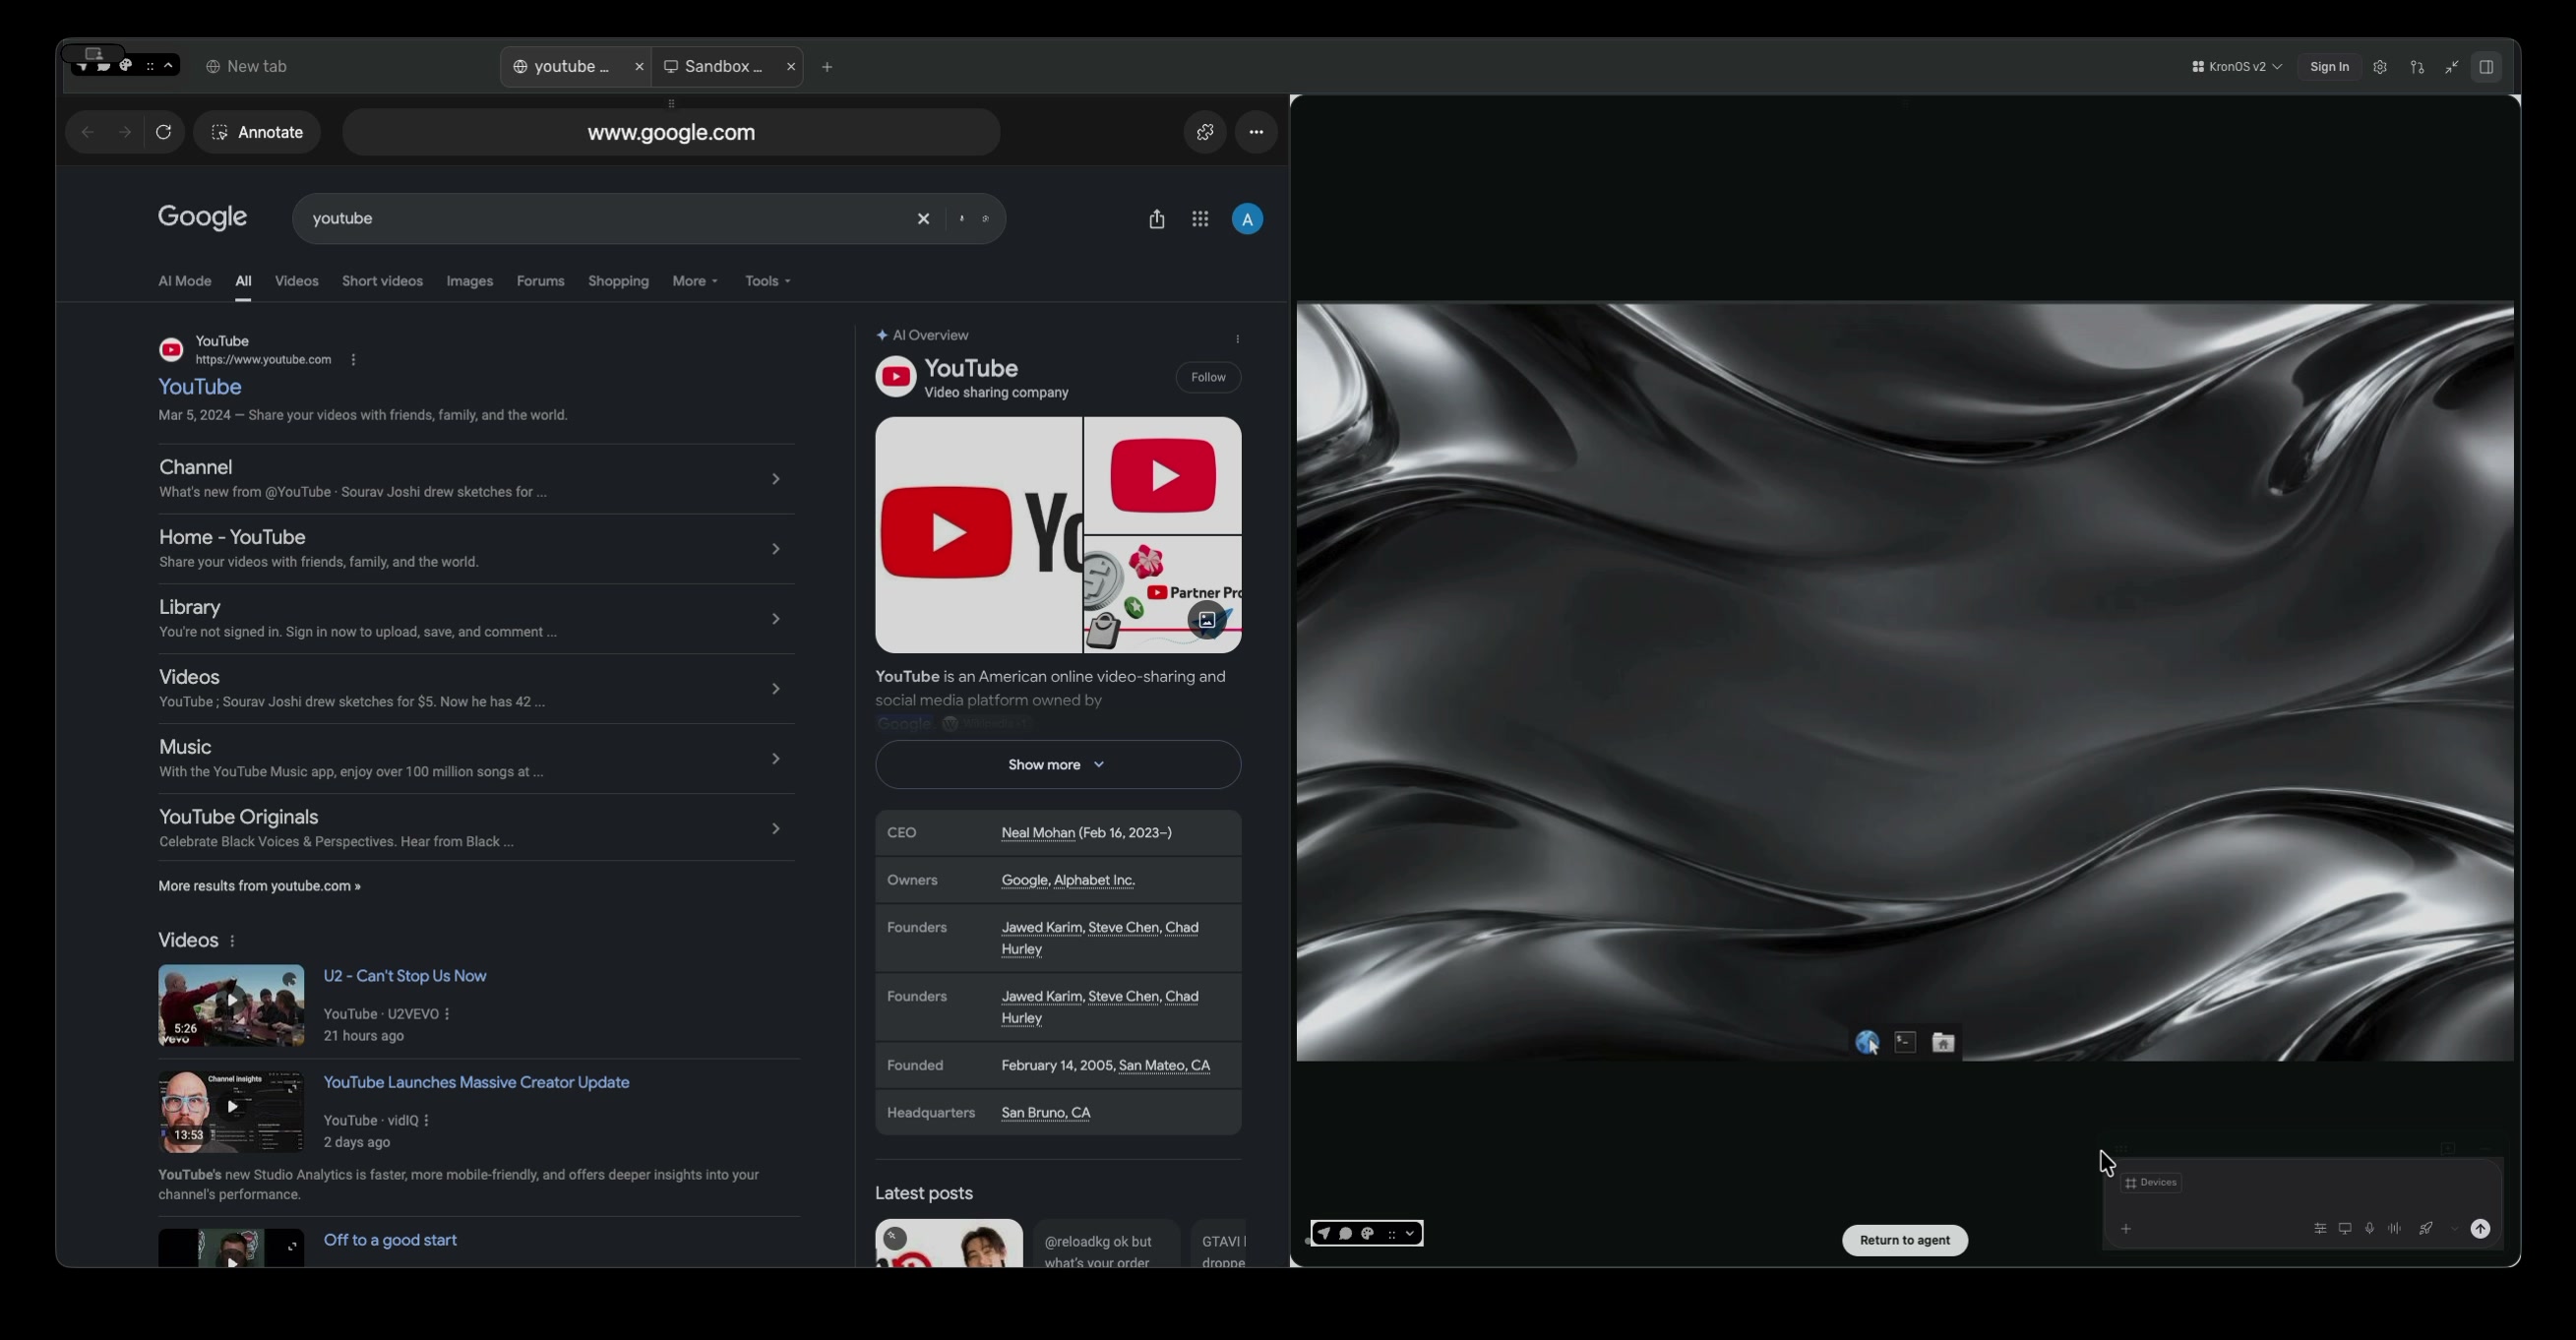 New tab
youtube ...
Sandbox ...
KronOS v2
Sign In
Annotate
www.google.com
Google
youtube
A
AI Mode
All
Videos
Short videos
Images
Forums
Shopping
More
Tools
YouTube
https://www.youtube.com
YouTube
Mar 5, 2024 — Share your videos with friends, family, and the world.
Channel
What's new from @YouTube · Sourav Joshi drew sketches for ...
Home - YouTube
Share your videos with friends, family, and the world.
Library
You're not signed in. Sign in now to upload, save, and comment ...
Videos
YouTube ; Sourav Joshi drew sketches for $5. Now he has 42 ...
Music
With the YouTube Music app, enjoy over 100 million songs at ...
YouTube Originals
Celebrate Black Voices & Perspectives. Hear from Black ...
More results from youtube.com »
Videos
U2 - Can't Stop Us Now
YouTube · U2VEVO
21 hours ago
5:26
vevo
YouTube Launches Massive Creator Update
YouTube · vidIQ
2 days ago
Channel insights
13:53
YouTube's new Studio Analytics is faster, more mobile-friendly, and offers deeper insights into your
channel's performance.
Off to a good start
AI Overview
YouTube
Video sharing company
Follow
Yo
Partner Pro
YouTube is an American online video-sharing and
social media platform owned by
Google.
Show more
CEO
Neal Mohan (Feb 16, 2023–)
Owners
Google, Alphabet Inc.
Founders
Jawed Karim, Steve Chen, Chad
Hurley
Founders
Jawed Karim, Steve Chen, Chad
Hurley
Founded
February 14, 2005, San Mateo, CA
Headquarters
San Bruno, CA
Latest posts
@reloadkg ok but
what's your order
GTAVI
droppe
Return to agent
Devices